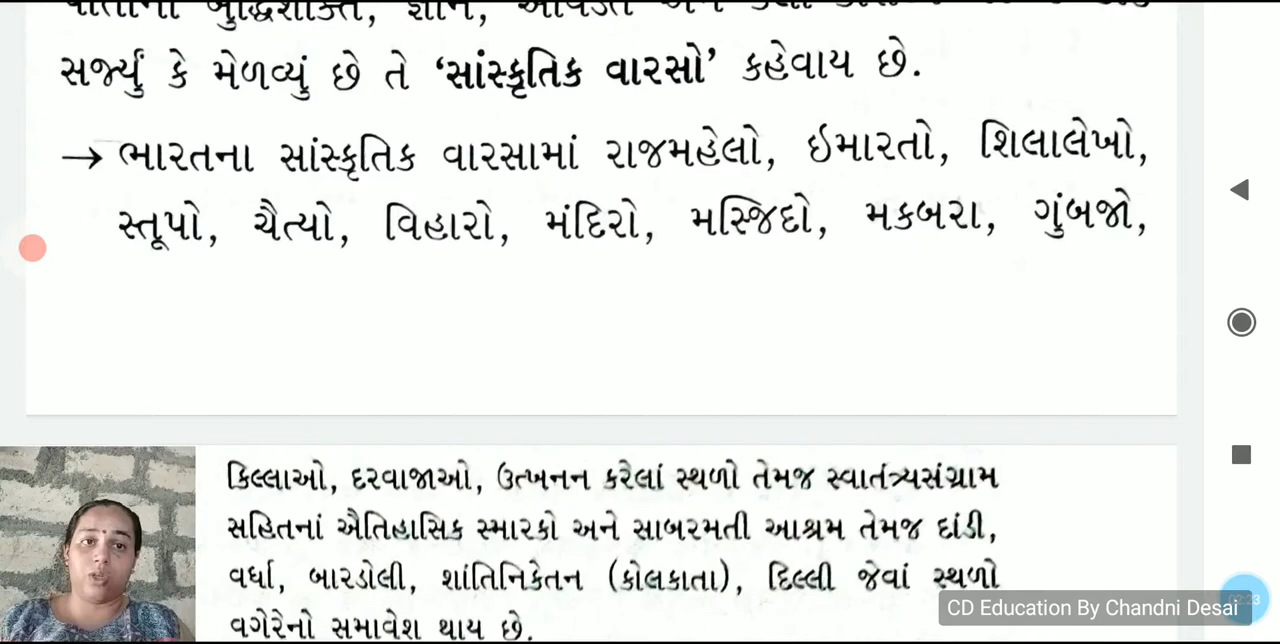 બુદ્ધિશક્તિ, જ્ઞાન,
સર્જ્યું કે મેળવ્યું છે તે ‘સાંસ્કૃતિક વારસો’ કહેવાય છે.
→ ભારતના સાંસ્કૃતિક વારસામાં રાજમહેલો, ઇમારતો, શિલાલેખો,
સ્તૂપો, ચૈત્યો, વિહારો, મંદિરો, મસ્જિદો, મકબરા, ગુંબજો,
કિલ્લાઓ, દરવાજાઓ, ઉત્ખનન કરેલાં સ્થળો તેમજ સ્વાતંત્ર્યસંગ્રામ
સહિતનાં ઐતિહાસિક સ્મારકો અને સાબરમતી આશ્રમ તેમજ દાંડી,
વર્ધા, બારડોલી, શાંતિનિકેતન (કોલકાતા), દિલ્લી જેવાં સ્થળો
વગેરેનો સમાવેશ થાય છે.
CD Education By Chandni Desai